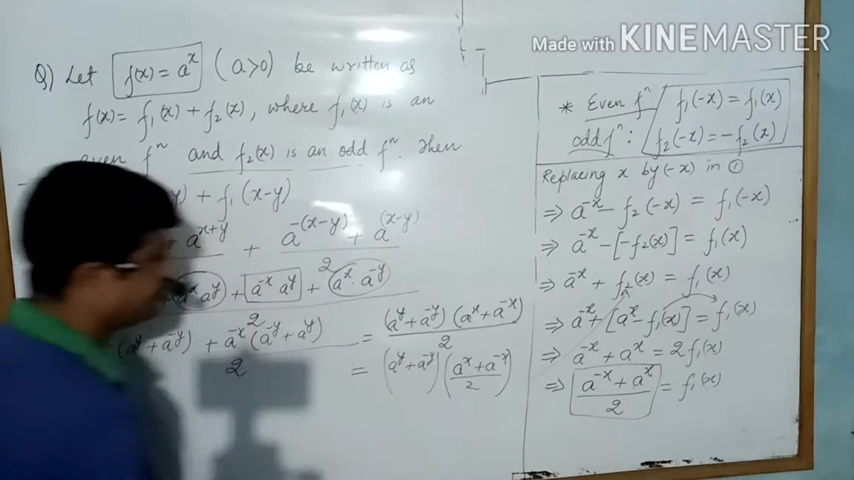 Made with KINEMASTER
Q) Let f(x) = a^x (a>0) be written as
f(x) = f₁(x) + f₂(x), where f₁(x) is an
even fⁿ and f₂(x) is an odd fⁿ. Then
y) + f₁(x-y)
a^(x+y) + (a^-(x-y) + a^(x-y))/2
a^x a^y + a^-x a^y + (a^x . a^-y)
2
(a^y + a^-y) + a^-x(a^-y + a^y) = (a^y + a^-y)(a^x + a^-x)/2
2
= (a^y + a^-y)((a^x + a^-x)/2)
* Even fⁿ f₁(-x) = f₁(x)
odd fⁿ: f₂(-x) = -f₂(x)
Replacing x by (-x) in ①
⇒ a^-x - f₂(-x) = f₁(-x)
⇒ a^-x - [-f₂(x)] = f₁(x)
⇒ a^-x + f₂(x) = f₁(x)
⇒ a^-x + [a^x - f₁(x)] = f₁(x)
⇒ a^-x + a^x = 2f₁(x)
⇒ (a^-x + a^x)/2 = f₁(x)